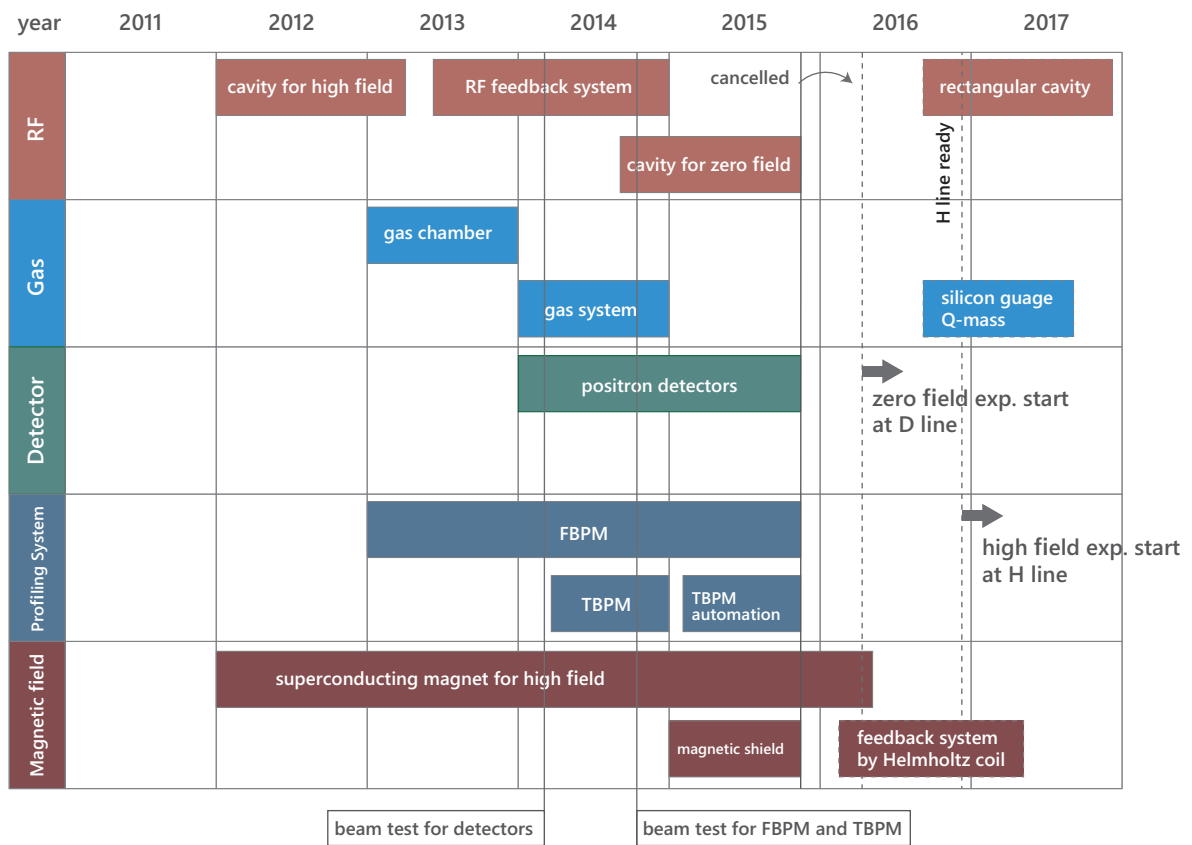 year 2011 2012 2013 2014 2015 2016 2017
RF
cavity for high field
RF feedback system
cancelled
rectangular cavity
cavity for zero field
H line ready
Gas
gas chamber
gas system
silicon guage
Q-mass
Detector
positron detectors
zero field exp. start
at D line
Profiling System
FBPM
TBPM
TBPM
automation
high field exp. start
at H line
Magnetic field
superconducting magnet for high field
magnetic shield
feedback system
by Helmholtz coil
beam test for detectors
beam test for FBPM and TBPM